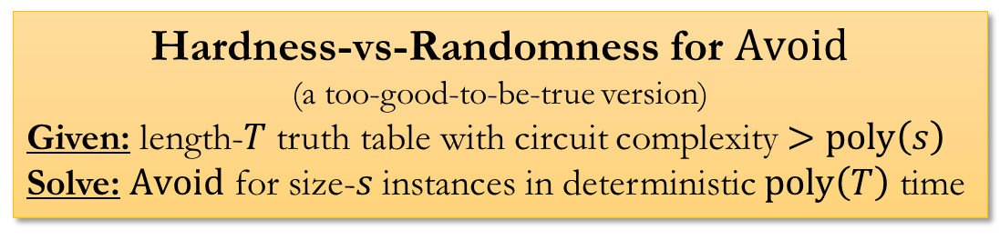 Hardness-vs-Randomness for Avoid
(a too-good-to-be-true version)
Given: length-T truth table with circuit complexity > poly(s)
Solve: Avoid for size-s instances in deterministic poly(T) time